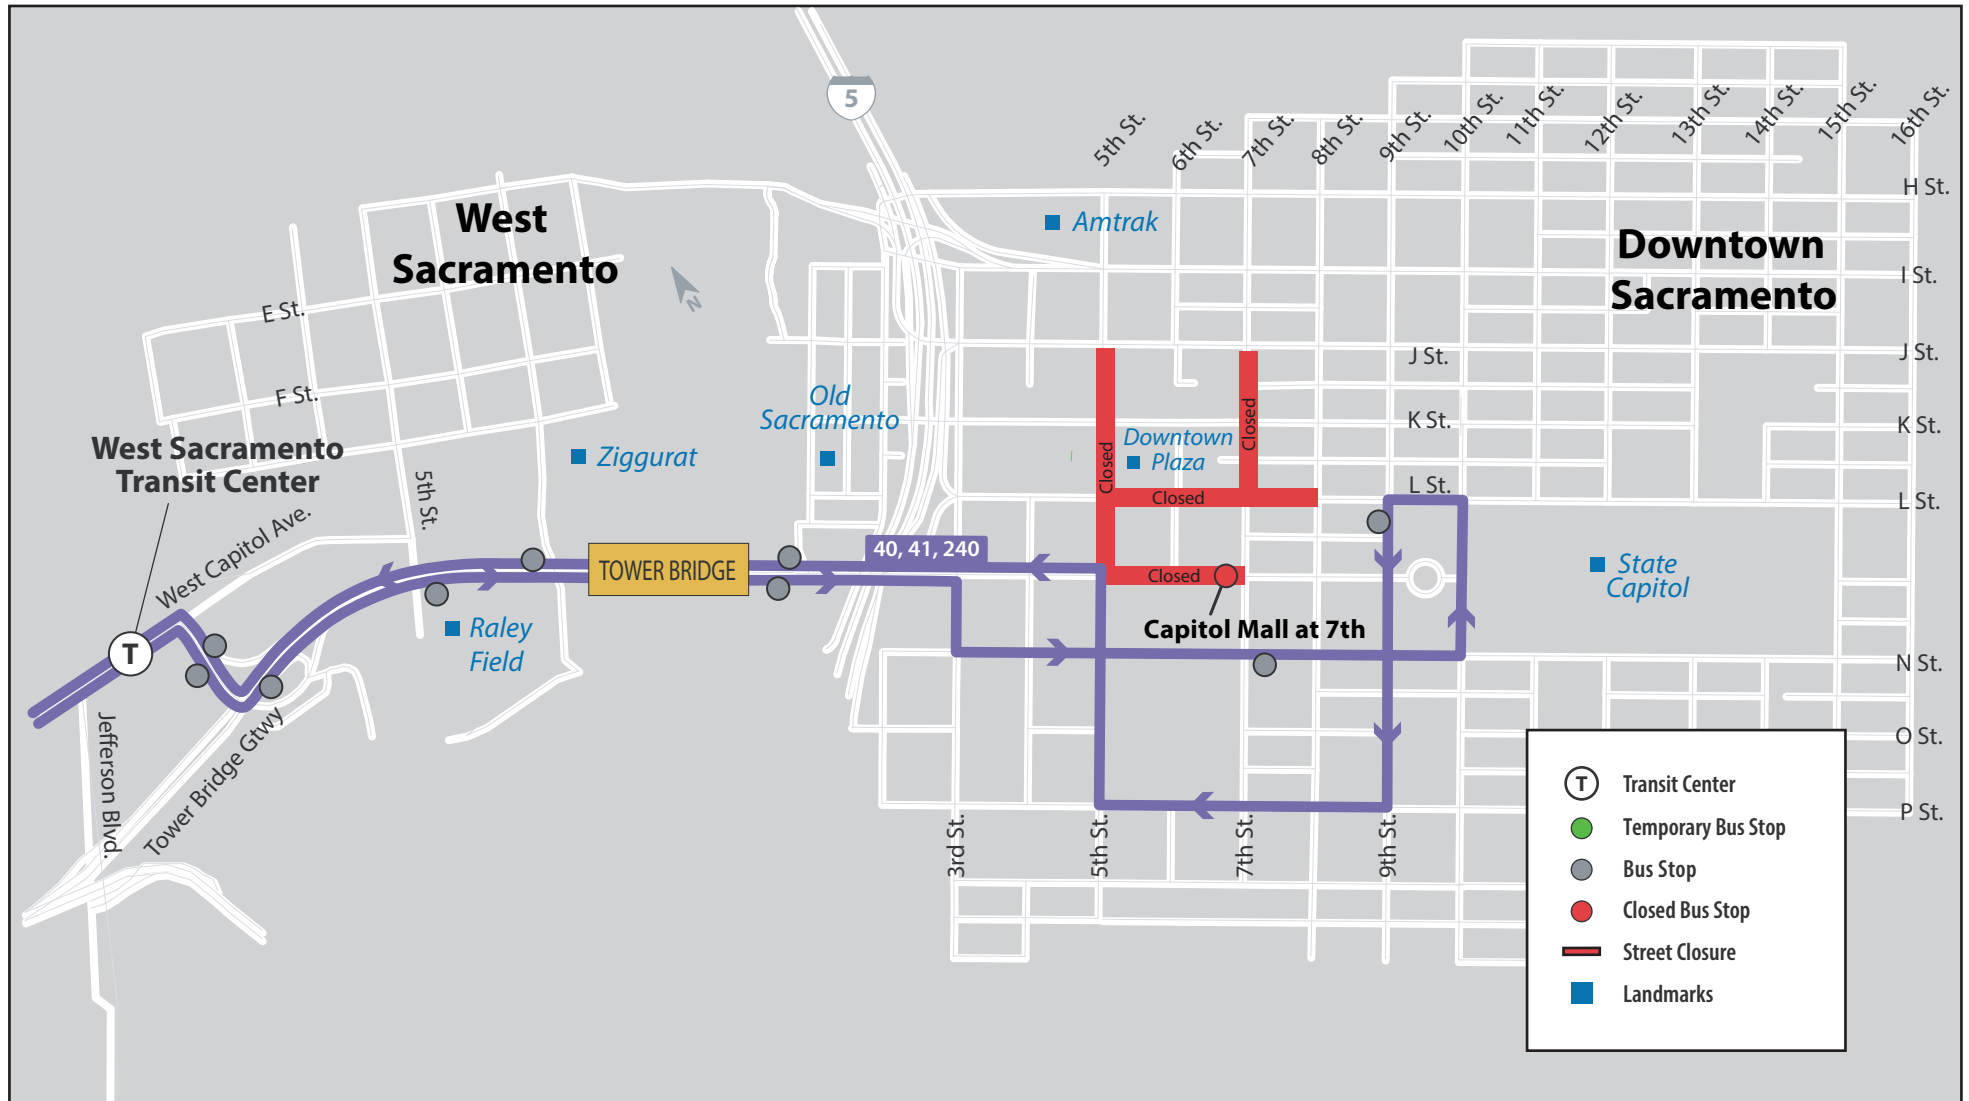 5
5th St.
6th St.
7th St.
8th St.
9th St.
10th St.
11th St.
12th St.
13th St.
14th St.
15th St.
16th St.
West
Sacramento
Amtrak
H St.
Downtown
Sacramento
I St.
N
E St.
F St.
J St.
J St.
Old
Sacramento
Closed
Closed
Downtown
Plaza
K St.
K St.
West Sacramento
Transit Center
Ziggurat
5th St.
L St.
L St.
Closed
West Capitol Ave.
40, 41, 240
TOWER BRIDGE
Closed
State
Capitol
Raley
Field
Capitol Mall at 7th
T
N St.
Jefferson Blvd.
Tower Bridge Gtwy
O St.
P St.
3rd St.
5th St.
7th St.
9th St.
T Transit Center
Temporary Bus Stop
Bus Stop
Closed Bus Stop
Street Closure
Landmarks